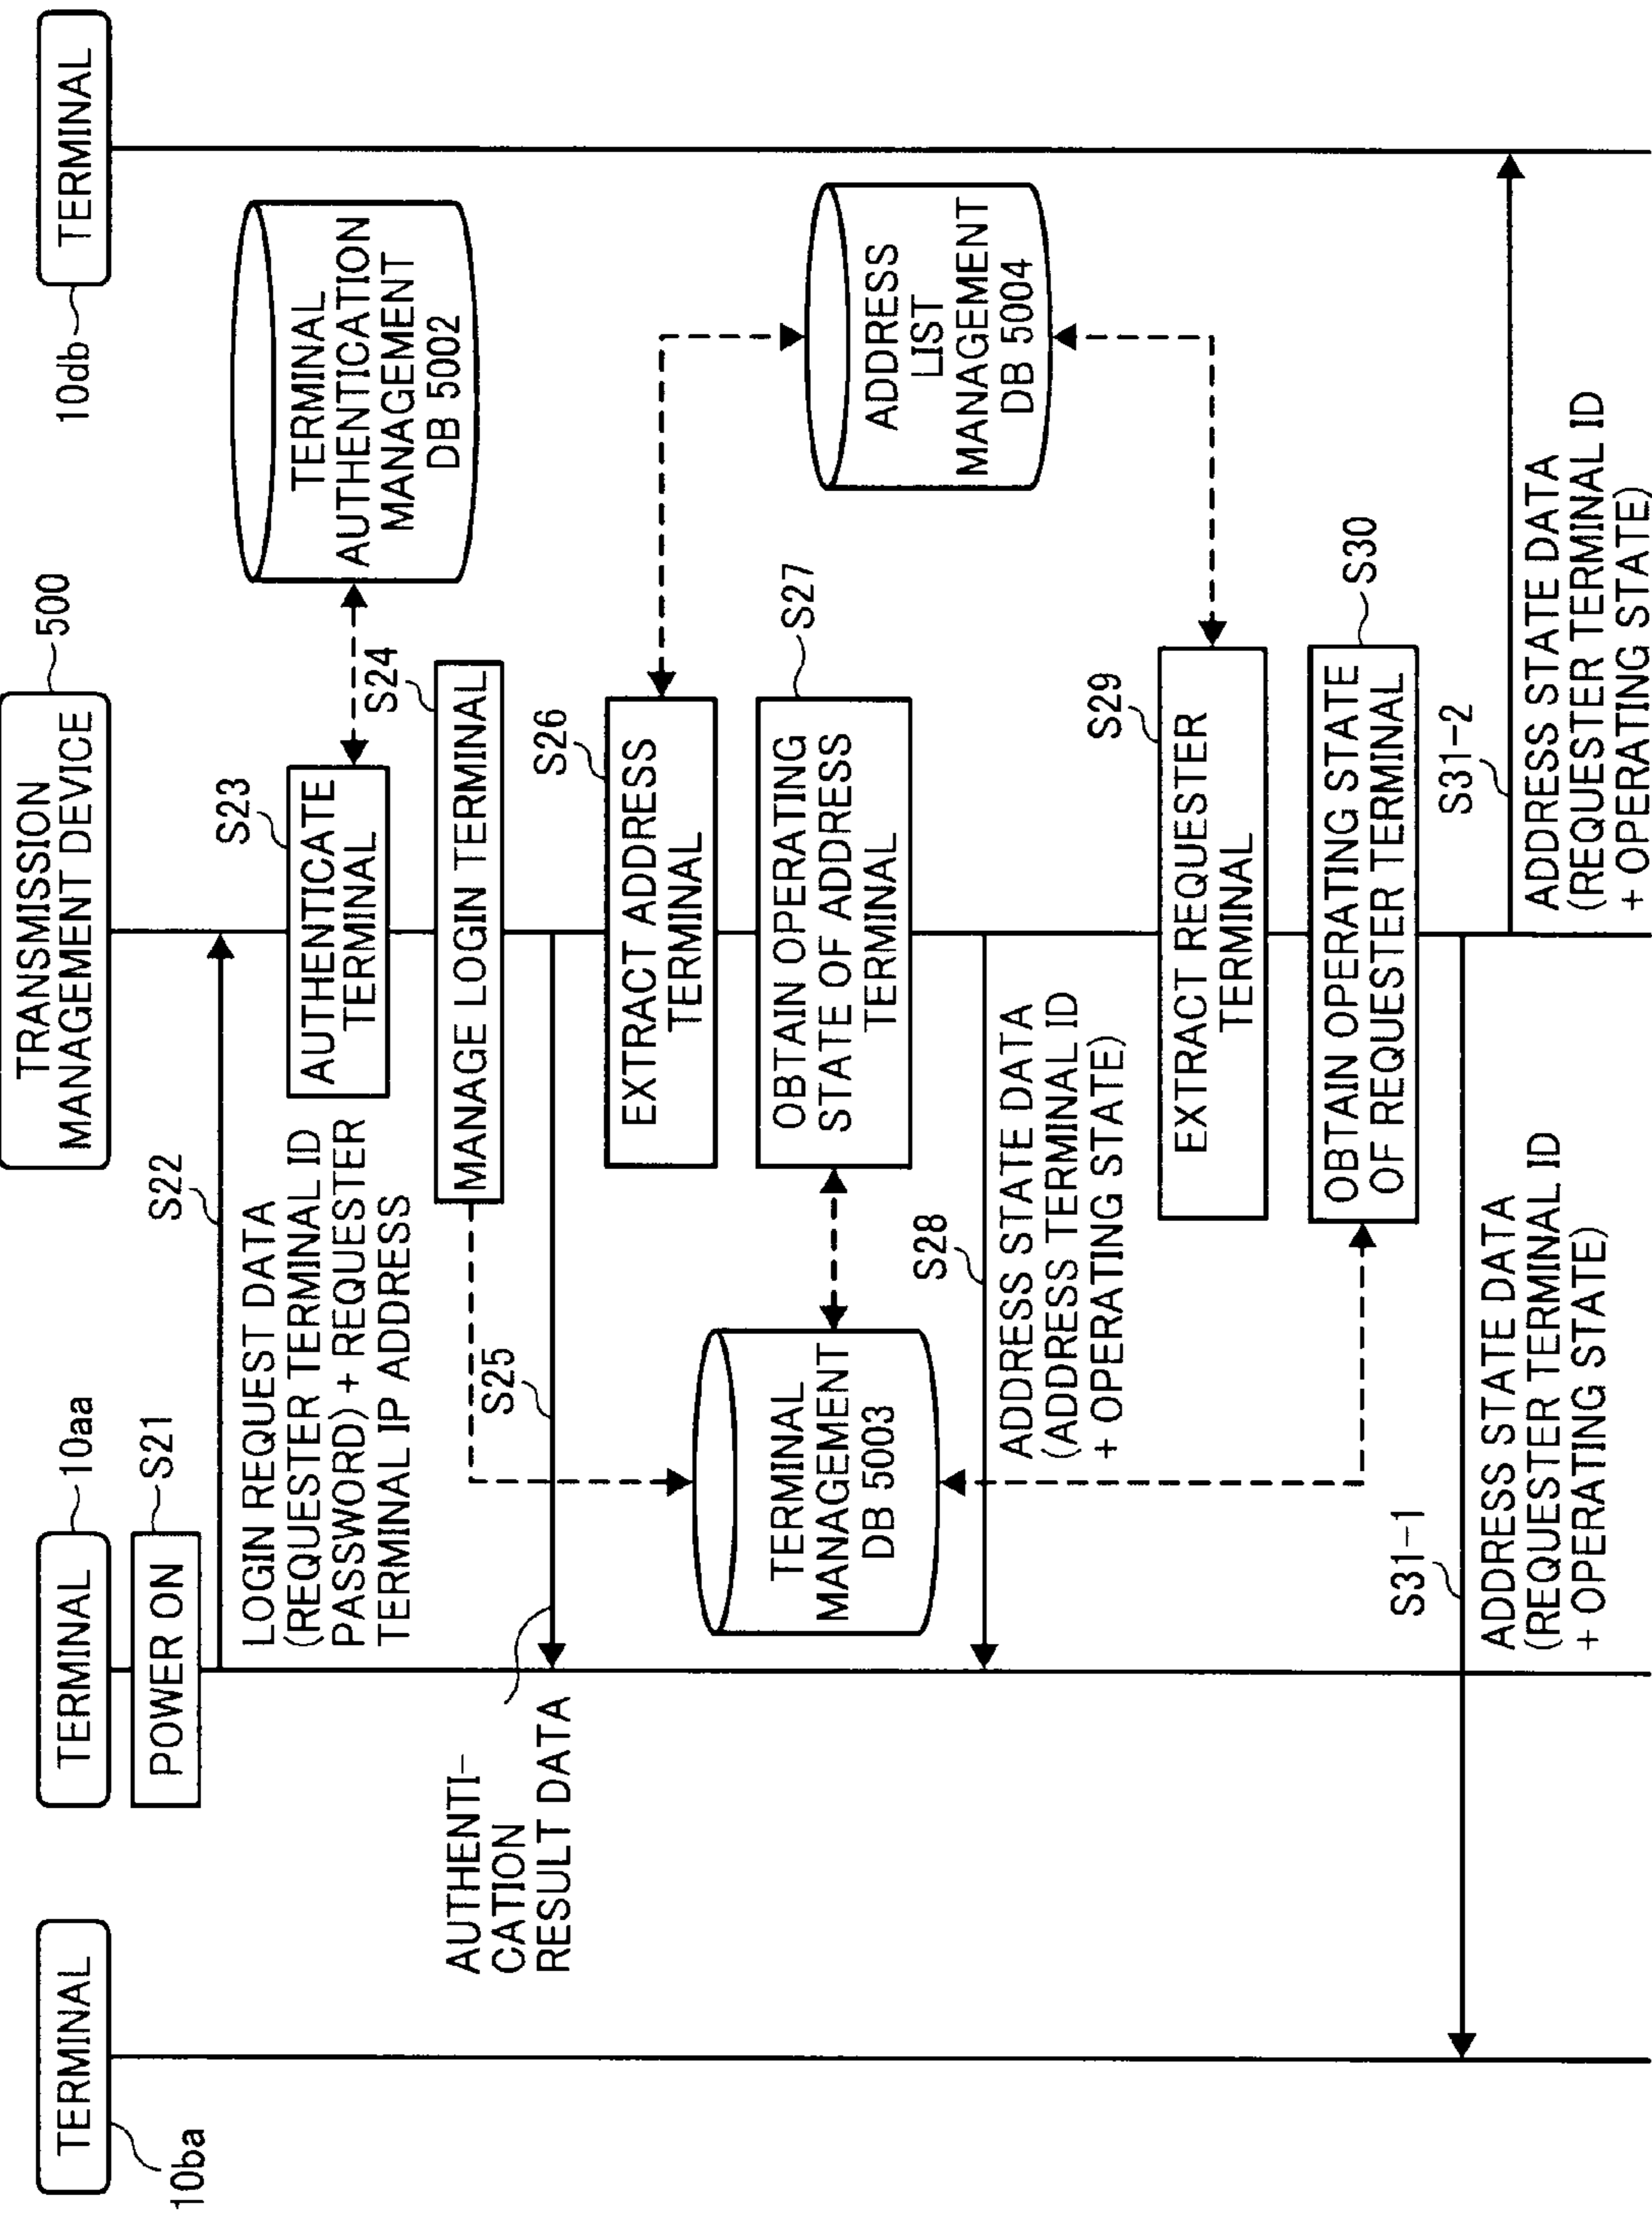 TERMINAL
10ba
TERMINAL
10aa
TRANSMISSION
MANAGEMENT DEVICE
500
TERMINAL
10db
POWER ON
S21
S22
LOGIN REQUEST DATA
(REQUESTER TERMINAL ID
PASSWORD) + REQUESTER
TERMINAL IP ADDRESS
S23
AUTHENTICATE
TERMINAL
TERMINAL
AUTHENTICATION
MANAGEMENT
DB 5002
S24
MANAGE LOGIN TERMINAL
S25
AUTHENTI-
CATION
RESULT DATA
S26
EXTRACT ADDRESS
TERMINAL
S27
OBTAIN OPERATING
STATE OF ADDRESS
TERMINAL
TERMINAL
MANAGEMENT
DB 5003
ADDRESS
LIST
MANAGEMENT
DB 5004
S28
ADDRESS STATE DATA
(ADDRESS TERMINAL ID
+ OPERATING STATE)
S29
EXTRACT REQUESTER
TERMINAL
S30
OBTAIN OPERATING STATE
OF REQUESTER TERMINAL
S31-1
ADDRESS STATE DATA
(REQUESTER TERMINAL ID
+ OPERATING STATE)
S31-2
ADDRESS STATE DATA
(REQUESTER TERMINAL ID
+ OPERATING STATE)